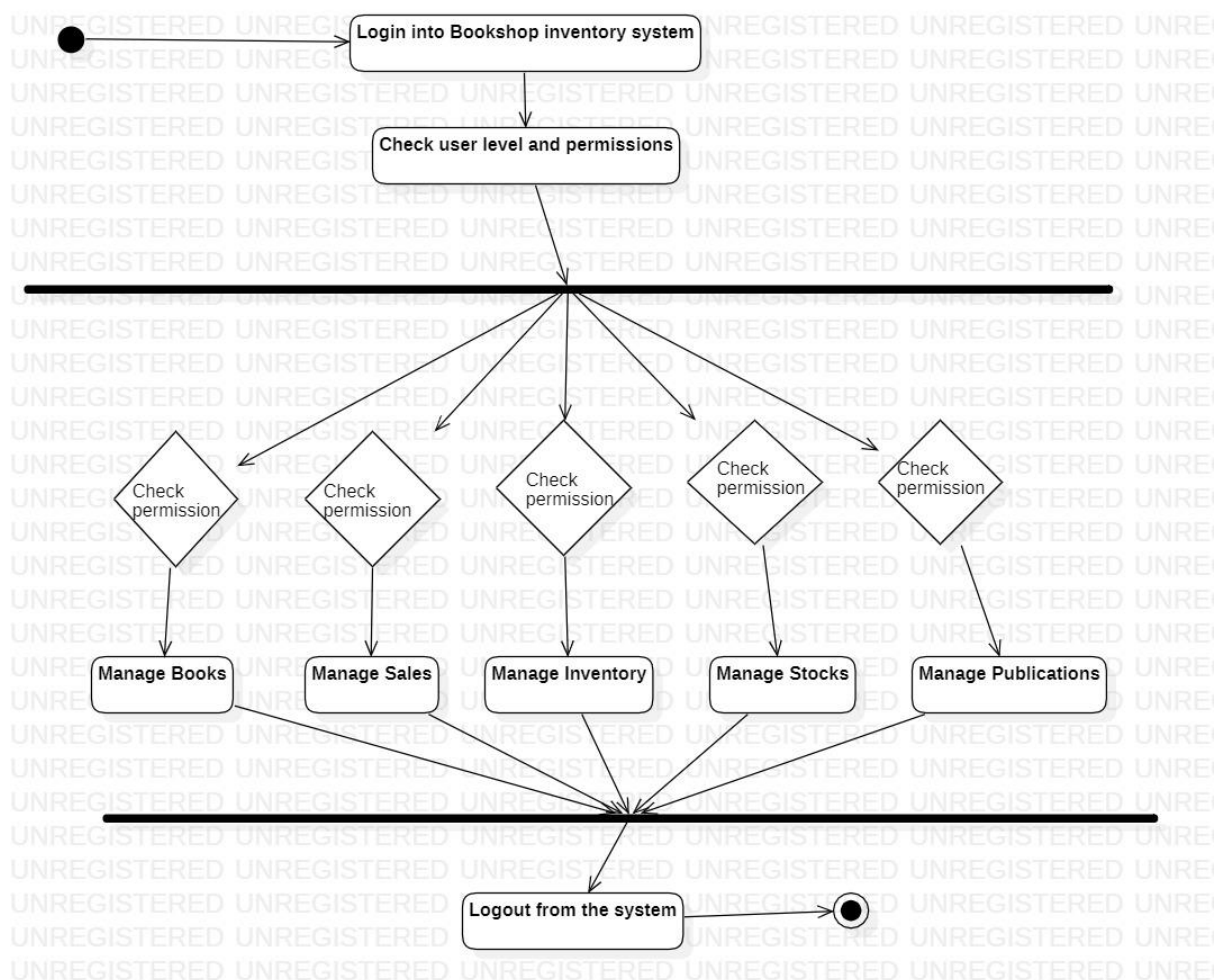 Login into Bookshop inventory system
Check user level and permissions
Check
permission
Check
permission
Check
permission
Check
permission
Check
permission
Manage Books
Manage Sales
Manage Inventory
Manage Stocks
Manage Publications
Logout from the system
UNREGISTERED